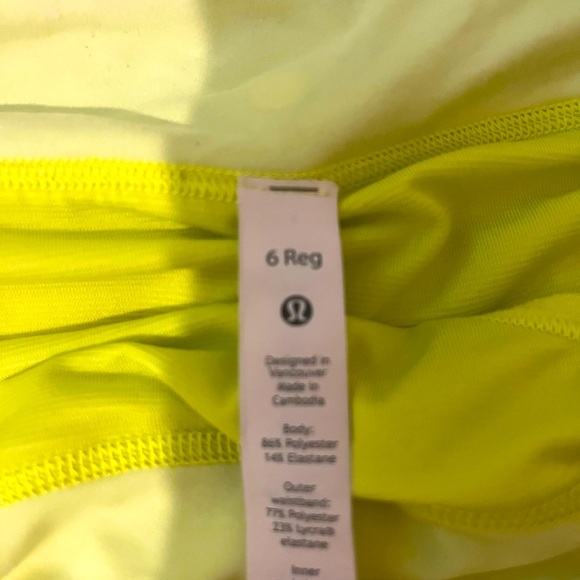 6 Reg
Designed in
Vancouver
Made in
Cambodia
Body:
86% Polyester
14% Elastane
Outer
waistband:
77% Polyester
23% Lycra®
elastane
Inner